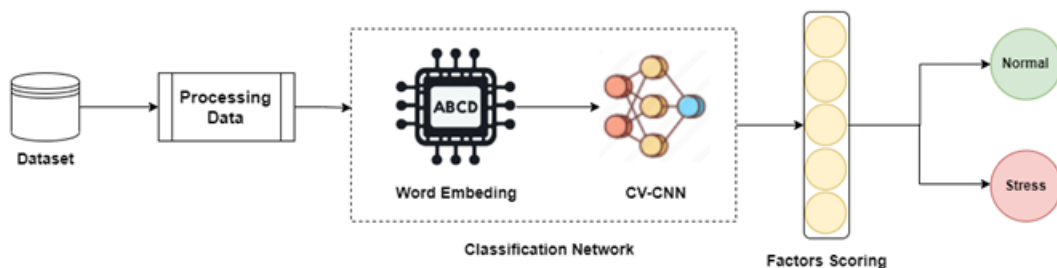 Dataset
Processing
Data
ABCD
Word Embeding
CV-CNN
Classification Network
Factors Scoring
Normal
Stress